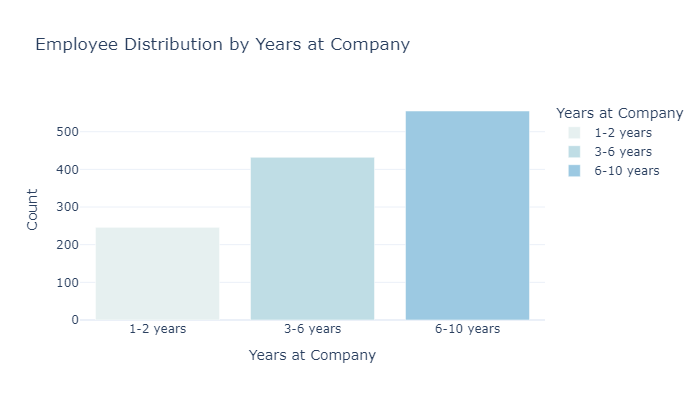 Employee Distribution by Years at Company
Years at Company
1-2 years
3-6 years
6-10 years
Count
500
400
300
200
100
0
1-2 years 3-6 years 6-10 years
Years at Company